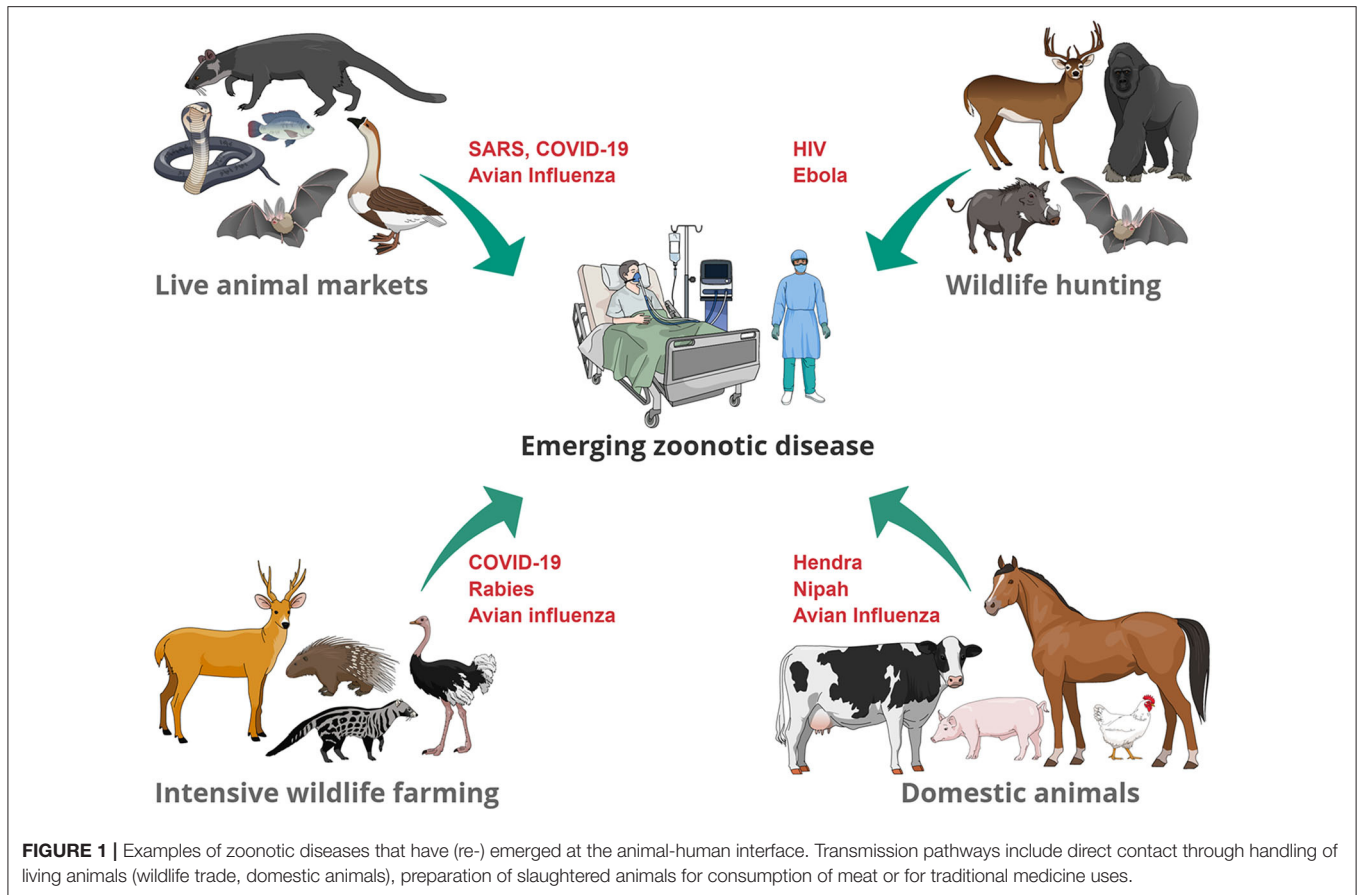 SARS, COVID-19
Avian Influenza
HIV
Ebola
Live animal markets
Wildlife hunting
Emerging zoonotic disease
COVID-19
Rabies
Avian influenza
Hendra
Nipah
Avian Influenza
Intensive wildlife farming
Domestic animals
FIGURE 1 | Examples of zoonotic diseases that have (re-) emerged at the animal-human interface. Transmission pathways include direct contact through handling of
living animals (wildlife trade, domestic animals), preparation of slaughtered animals for consumption of meat or for traditional medicine uses.